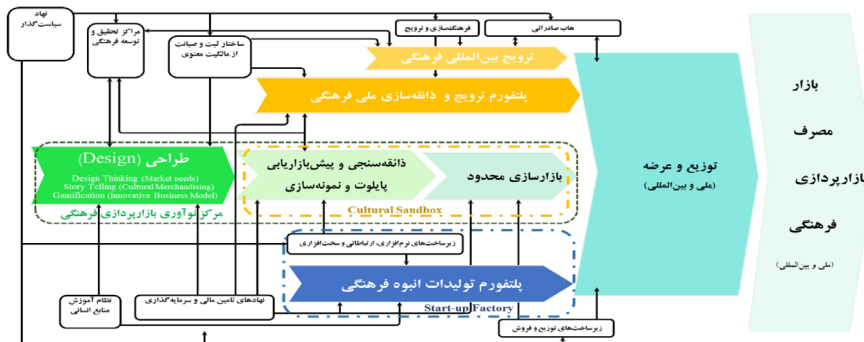 نهاد
سیاست‌گذار
مراکز تحقیق و
توسعه فرهنگی
ساختار ثبت و صیانت
از مالکیت معنوی
فرهنگ‌سازی و ترویج
هاب صادراتی
ترویج بین‌المللی فرهنگی
پلتفورم ترویج و ذائقه‌سازی ملی فرهنگی
طراحی (Design)
Design Thinking (Market needs)
Story Telling (Cultural Merchandising)
Gamification (Innovative Business Model)
مرکز نوآوری بازارپردازی فرهنگی
ذائقه‌سنجی و پیش‌بازاریابی
پایلوت و نمونه‌سازی
بازارسازی محدود
Cultural Sandbox
زیرساخت‌های نرم‌افزاری، ارتباطاتی و سخت‌افزاری
پلتفورم تولیدات انبوه فرهنگی
Start-up Factory
نظام آموزش
منابع انسانی
نهادهای تامین مالی و سرمایه‌گذاری
زیرساخت‌های توزیع و فروش
توزیع و عرضه
(ملی و بین‌المللی)
بازار
مصرف
بازارپردازی
فرهنگی
(ملی و بین‌المللی)